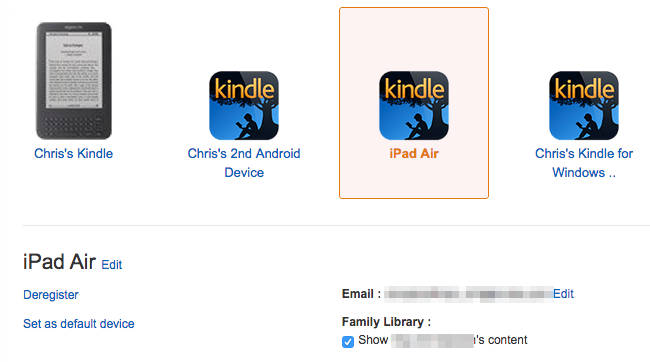 Chris's Kindle
kindle
Chris's 2nd Android
Device
kindle
iPad Air
kindle
Chris's Kindle for
Windows ..
iPad Air Edit
Deregister
Set as default device
Email : Edit
Family Library :
Show 's content